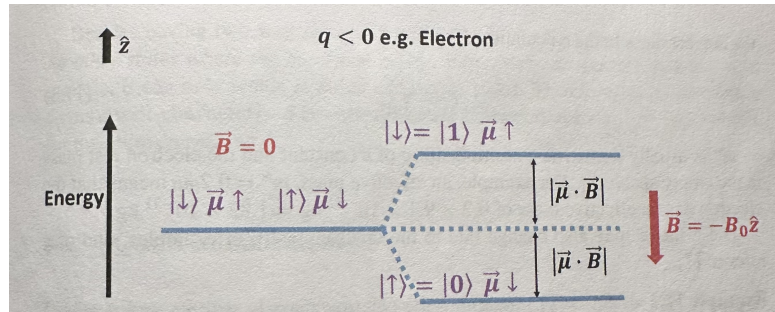 ẑ
q < 0 e.g. Electron
|↓⟩= |1⟩ μ⃗ ↑
B⃗ = 0
|μ⃗ · B⃗|
Energy
|↓⟩ μ⃗ ↑ |↑⟩ μ⃗ ↓
B⃗ = −B₀ẑ
|μ⃗ · B⃗|
|↑⟩ = |0⟩ μ⃗ ↓